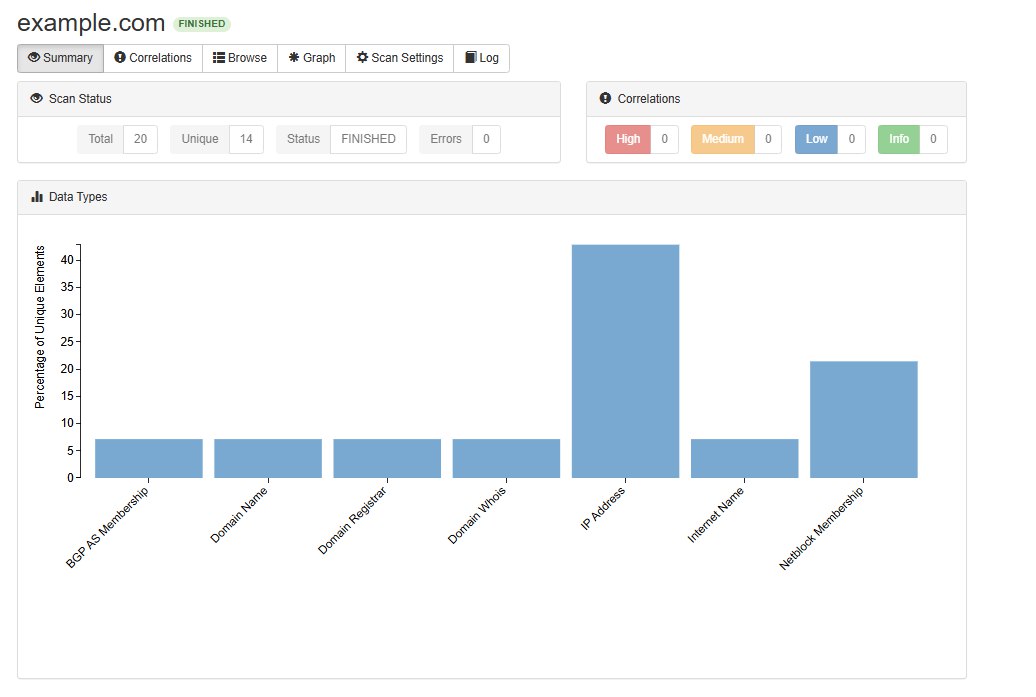 example.com FINISHED
Summary Correlations Browse Graph Scan Settings Log
Scan Status
Total 20 Unique 14 Status FINISHED Errors 0
Correlations
High 0 Medium 0 Low 0 Info 0
Data Types
Percentage of Unique Elements
40
35
30
25
20
15
10
5
0
BGP AS Membership
Domain Name
Domain Registrar
Domain Whois
IP Address
Internet Name
Netblock Membership